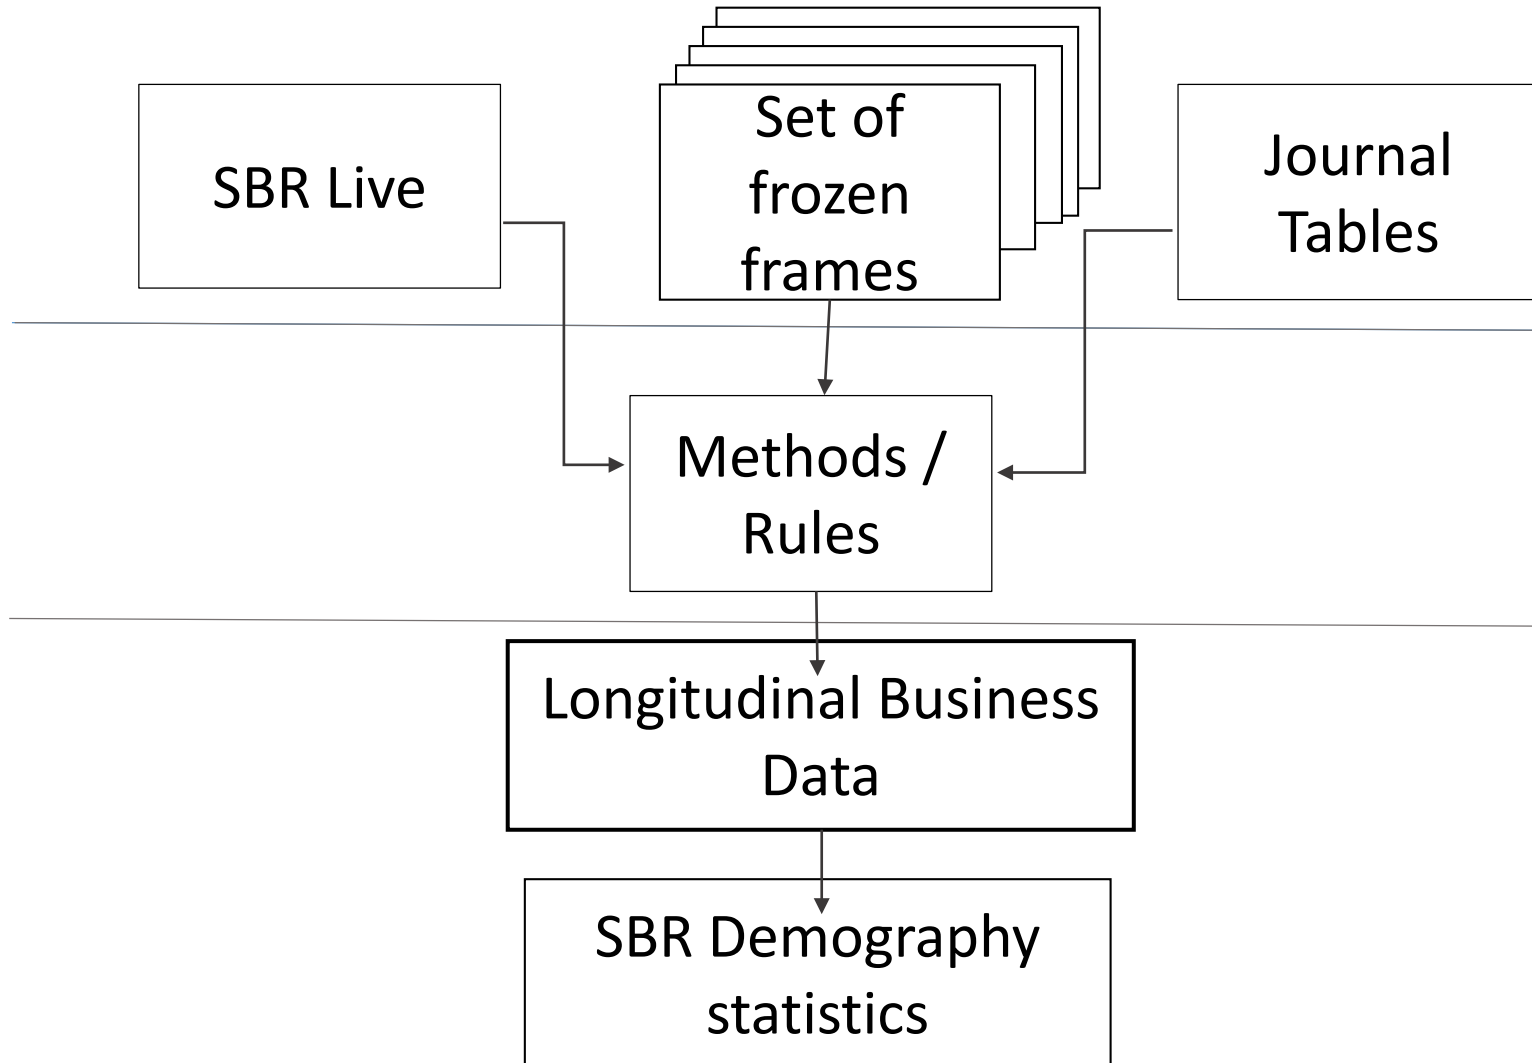 SBR Live
Set of
frozen
frames
Journal
Tables
Methods /
Rules
Longitudinal Business
Data
SBR Demography
statistics